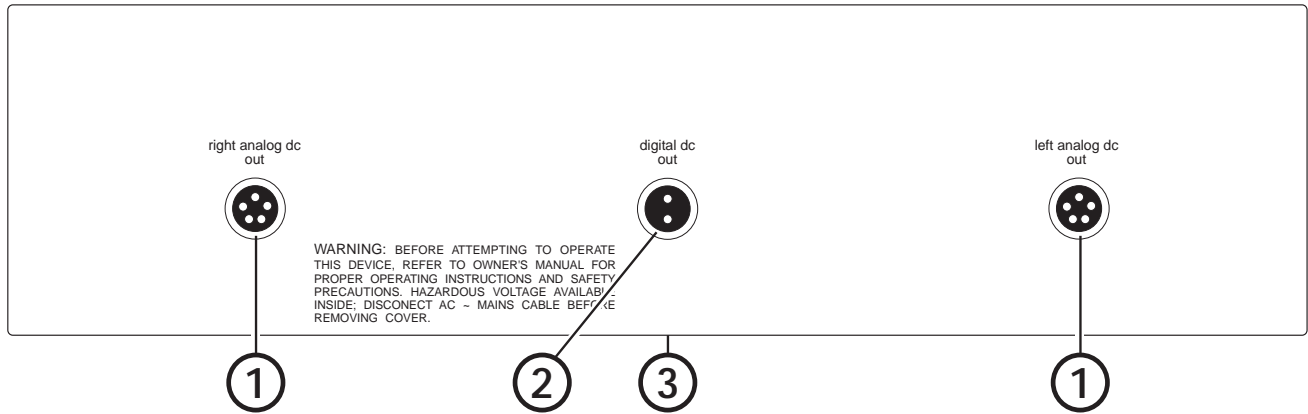 right analog dc
out
digital dc
out
left analog dc
out
WARNING: BEFORE ATTEMPTING TO OPERATE
THIS DEVICE, REFER TO OWNER'S MANUAL FOR
PROPER OPERATING INSTRUCTIONS AND SAFETY
PRECAUTIONS. HAZARDOUS VOLTAGE AVAILABLE
INSIDE; DISCONECT AC ~ MAINS CABLE BEFORE
REMOVING COVER.
1
2
3
1